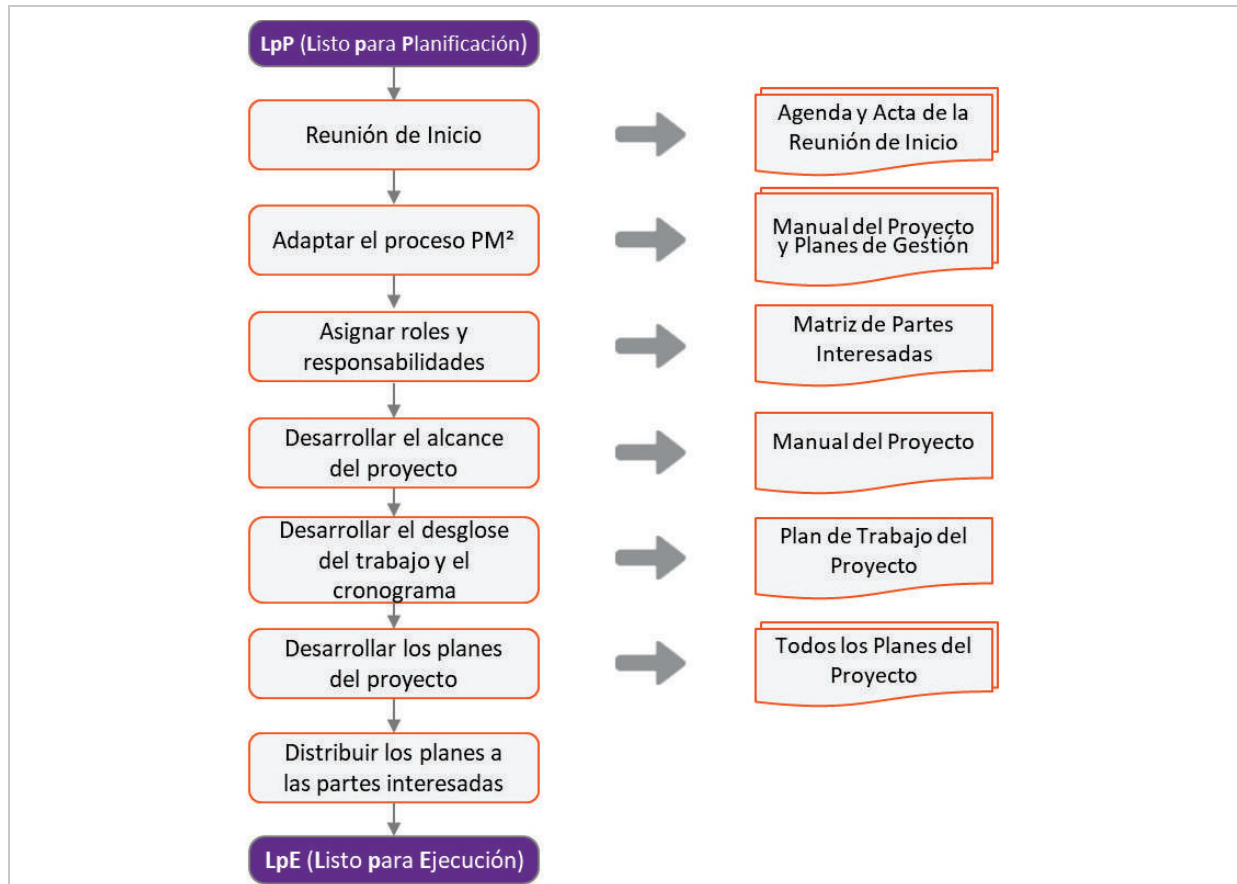 LpP (Listo para Planificación)
Reunión de Inicio
Agenda y Acta de la
Reunión de Inicio
Adaptar el proceso PM²
Manual del Proyecto
y Planes de Gestión
Asignar roles y
responsabilidades
Matriz de Partes
Interesadas
Desarrollar el alcance
del proyecto
Manual del Proyecto
Desarrollar el desglose
del trabajo y el
cronograma
Plan de Trabajo del
Proyecto
Desarrollar los planes
del proyecto
Todos los Planes del
Proyecto
Distribuir los planes a
las partes interesadas
LpE (Listo para Ejecución)